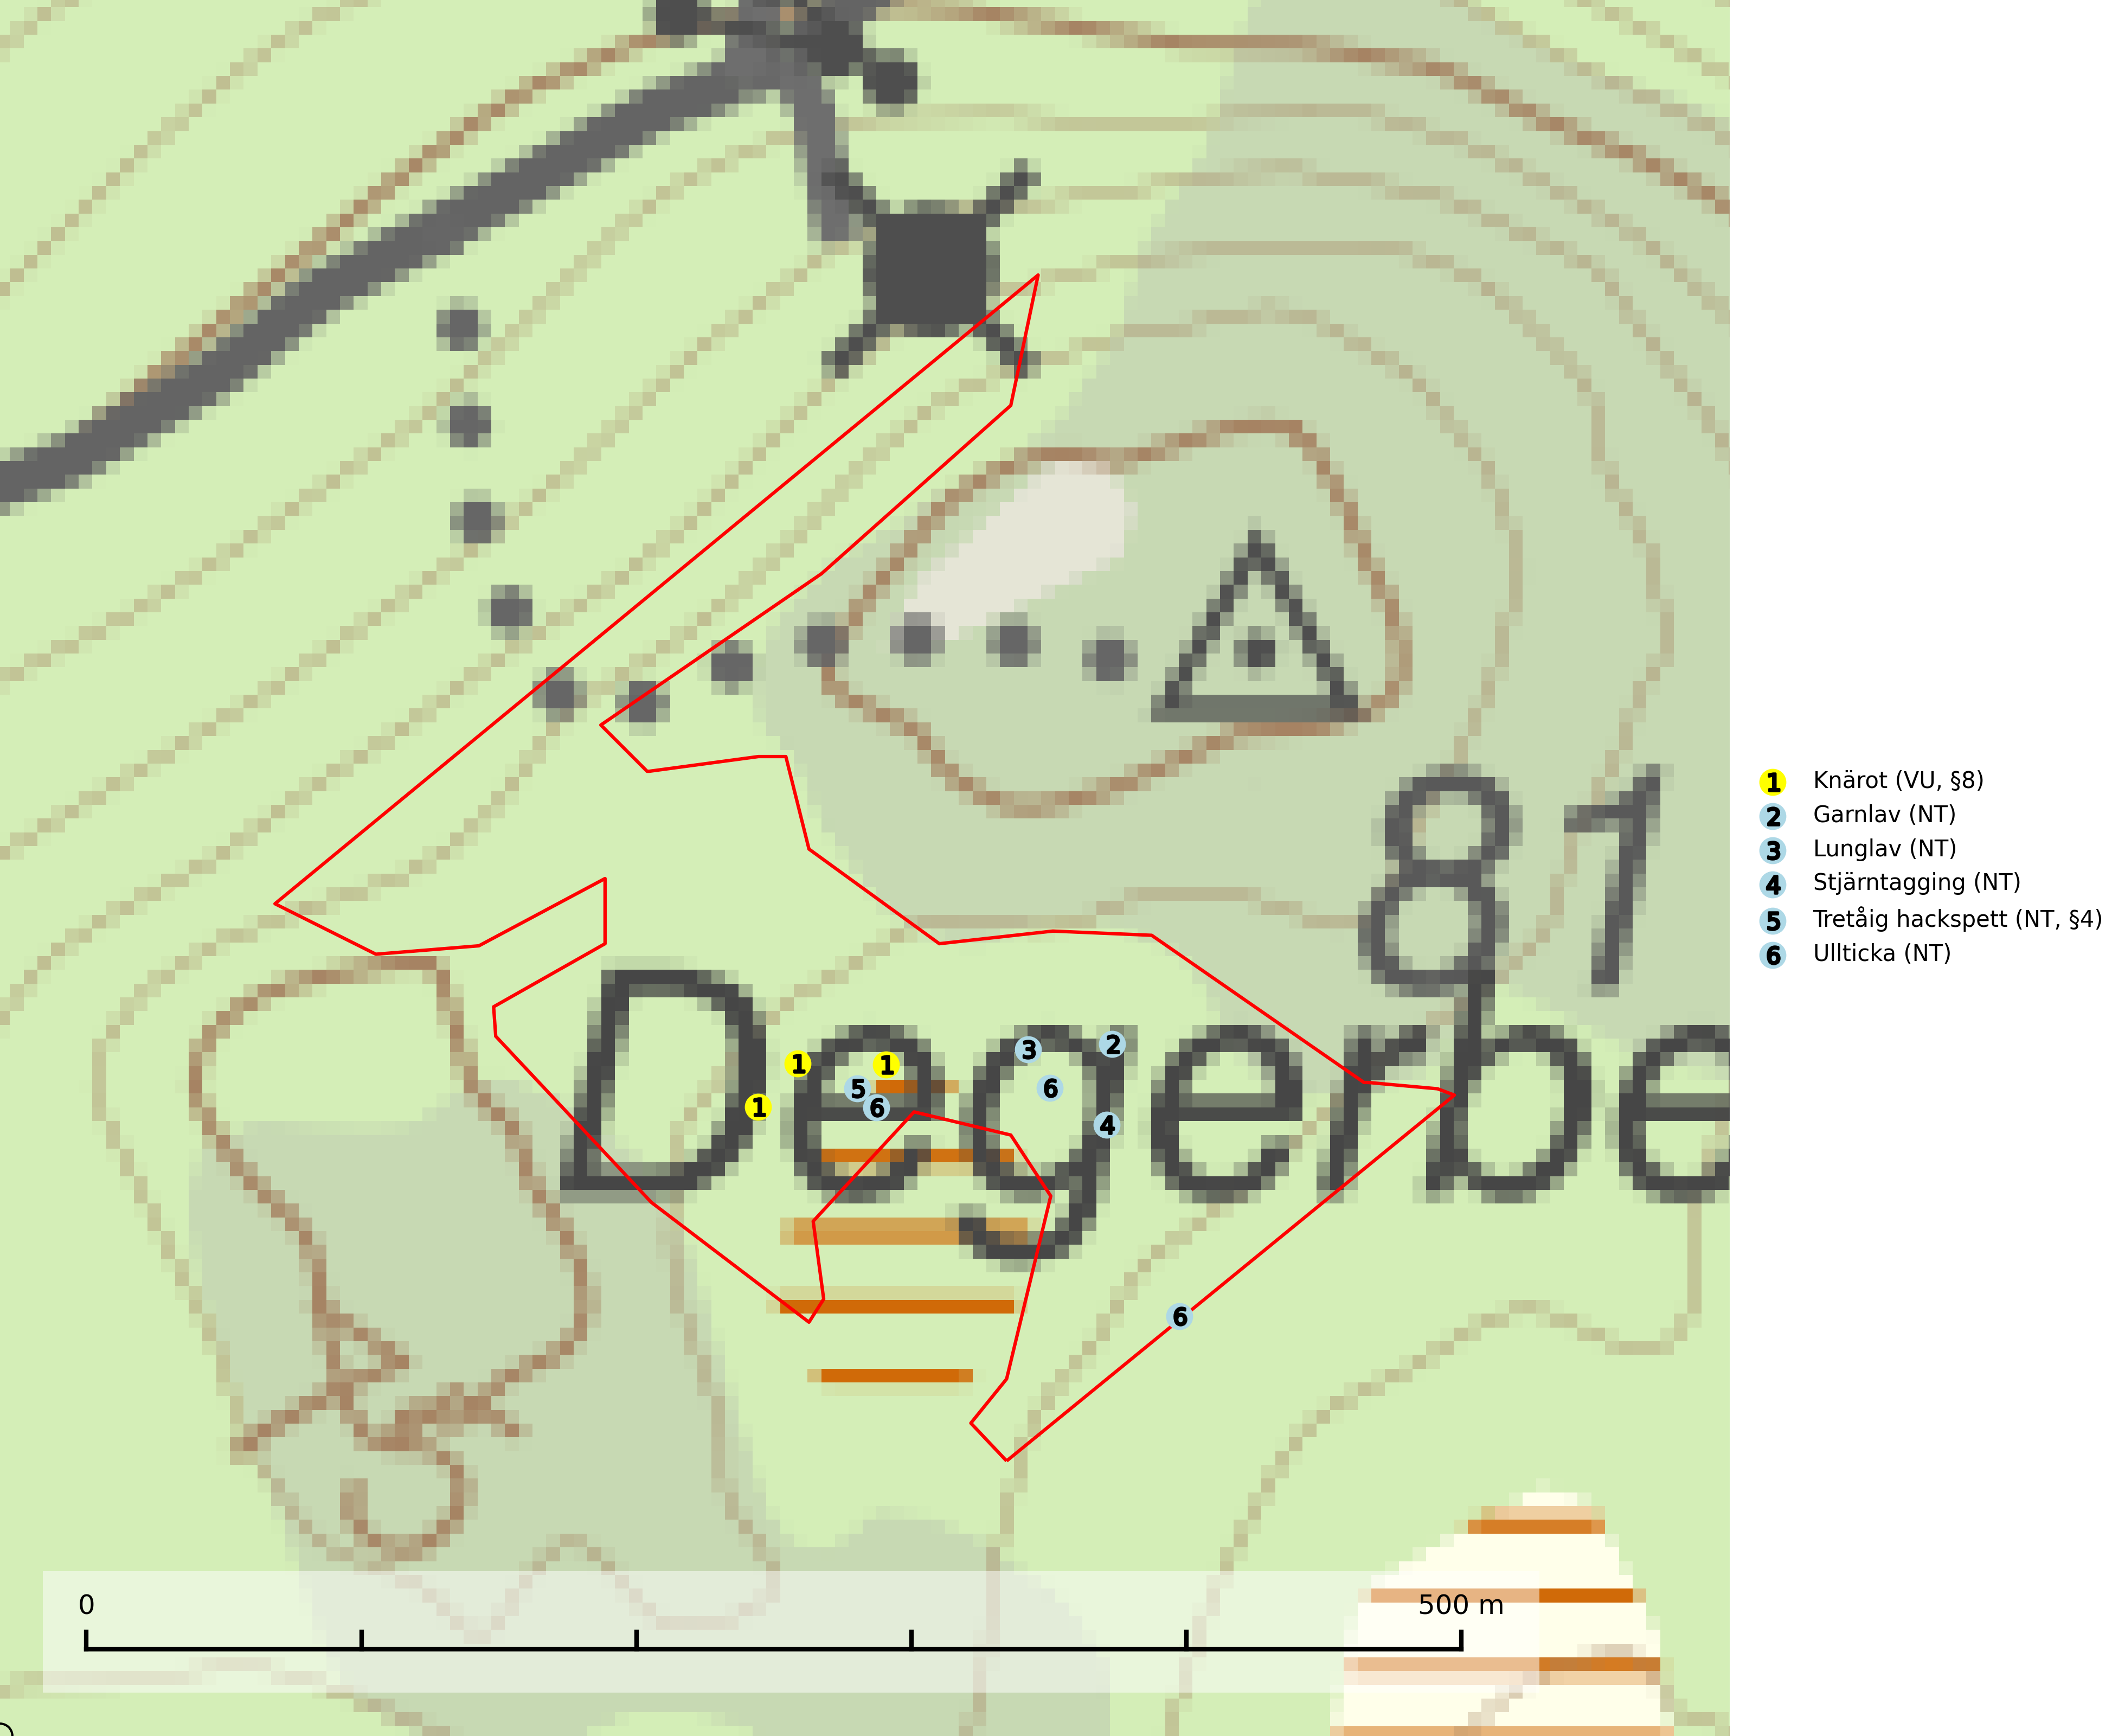 81
Degerbe
1
1
1
2
3
4
5
6
6
6
0
500 m
1 Knärot (VU, §8)
2 Garnlav (NT)
3 Lunglav (NT)
4 Stjärntagging (NT)
5 Tretåig hackspett (NT, §4)
6 Ullticka (NT)